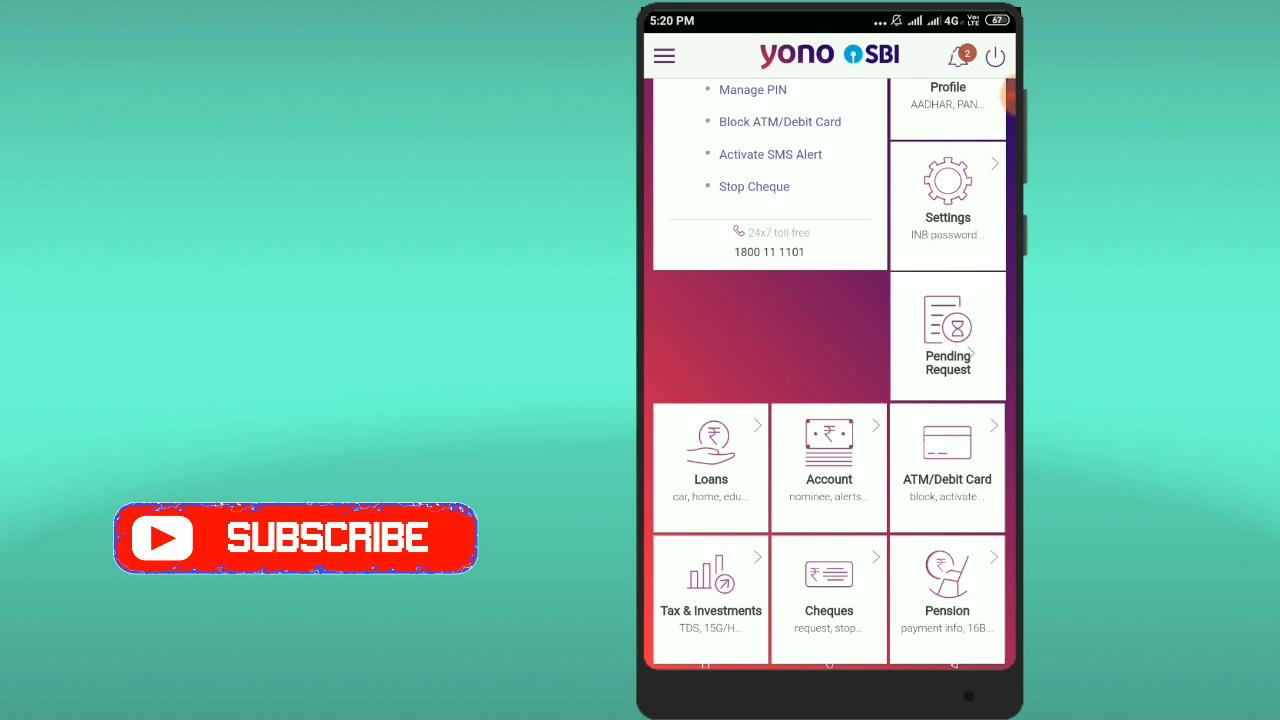 5:20 PM
4G
Vo)
LTE
67
yono SBI
2
Manage PIN
Block ATM/Debit Card
Activate SMS Alert
Stop Cheque
24x7 toll-free
1800 11 1101
Profile
AADHAR, PAN...
Settings
INB password...
Pending
Request
Loans
car, home, edu...
Account
nominee, alerts...
ATM/Debit Card
block, activate...
SUBSCRIBE
Tax & Investments
TDS, 15G/H...
Cheques
request, stop...
Pension
payment info, 16B...